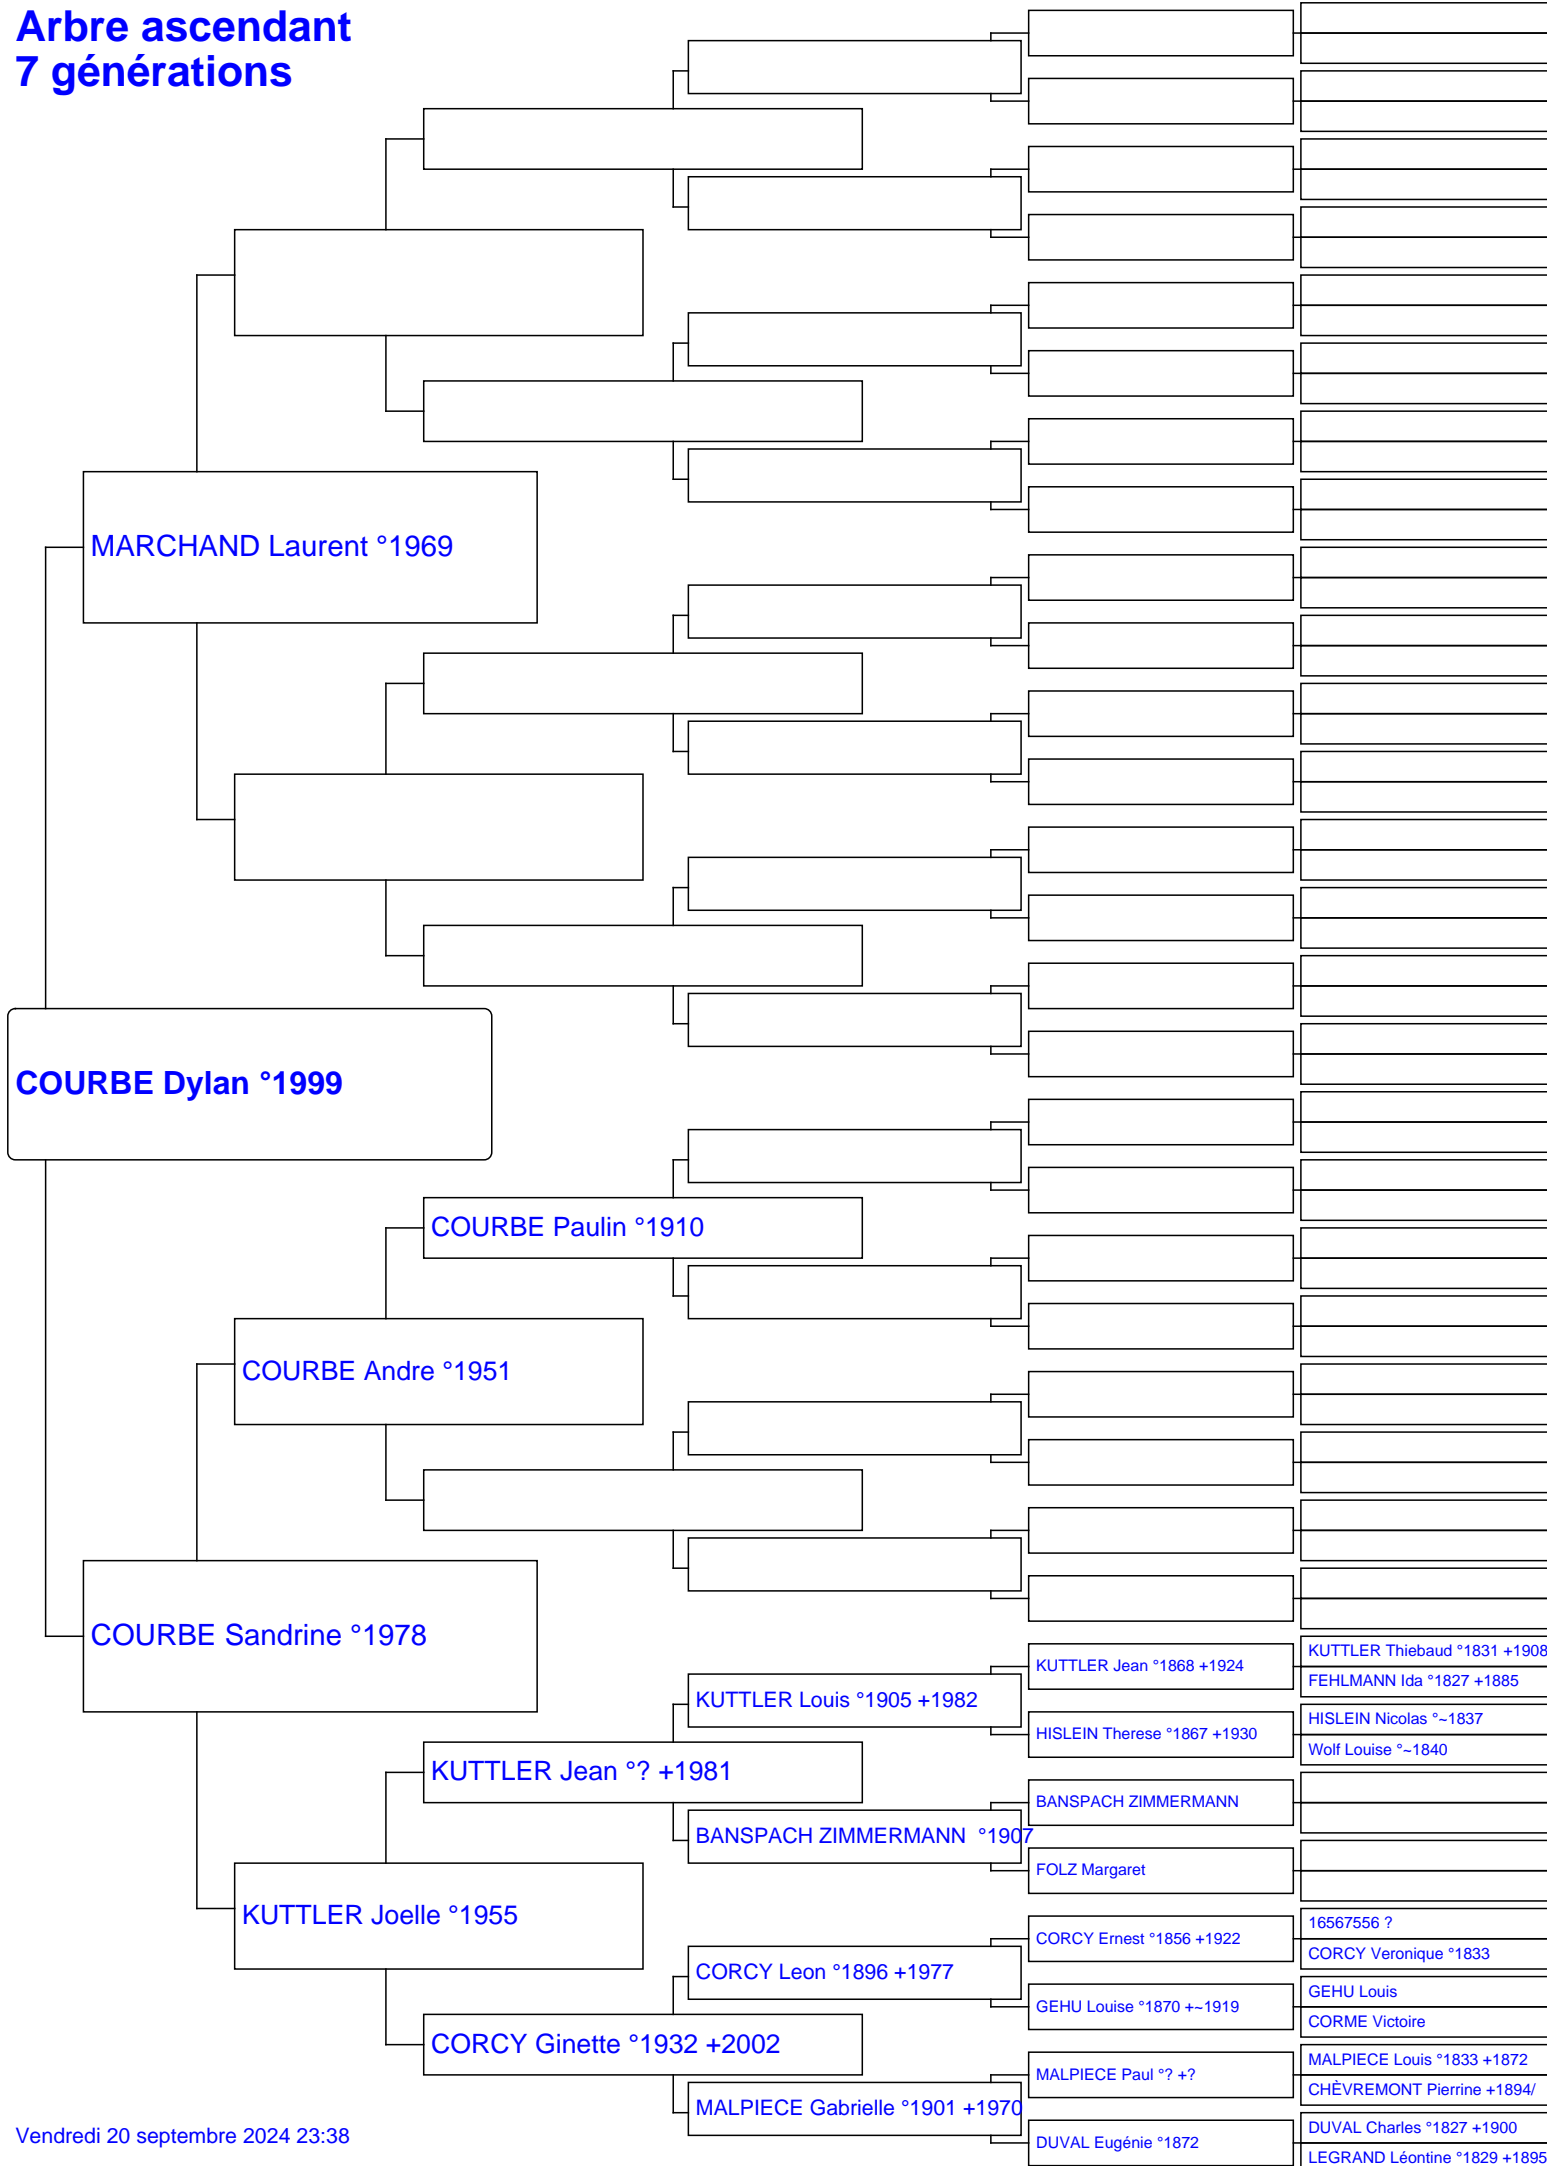 Arbre ascendant
7 générations
MARCHAND Laurent °1969
COURBE Dylan °1999
COURBE Paulin °1910
COURBE Andre °1951
COURBE Sandrine °1978
KUTTLER Thiebaud °1831 +1908
KUTTLER Jean °1868 +1924
FEHLMANN Ida °1827 +1885
KUTTLER Louis °1905 +1982
HISLEIN Nicolas °~1837
HISLEIN Therese °1867 +1930
Wolf Louise °~1840
KUTTLER Jean °? +1981
BANSPACH ZIMMERMANN
BANSPACH ZIMMERMANN  °1907
FOLZ Margaret
KUTTLER Joelle °1955
16567556 ?
CORCY Ernest °1856 +1922
CORCY Veronique °1833
CORCY Leon °1896 +1977
GEHU Louis
GEHU Louise °1870 +~1919
CORME Victoire
CORCY Ginette °1932 +2002
MALPIECE Louis °1833 +1872
MALPIECE Paul °? +?
CHÈVREMONT Pierrine +1894/
MALPIECE Gabrielle °1901 +1970
DUVAL Charles °1827 +1900
DUVAL Eugénie °1872
LEGRAND Léontine °1829 +1895
Vendredi 20 septembre 2024 23:38